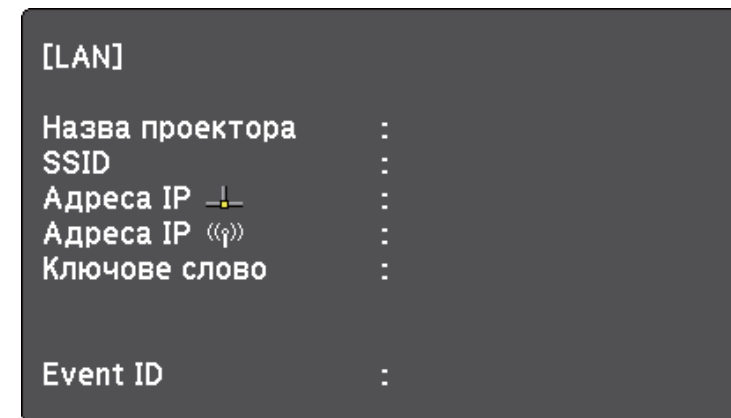 [LAN]
Назва проектора :
SSID :
Адреса IP :
Адреса IP :
Ключове слово :
Event ID :